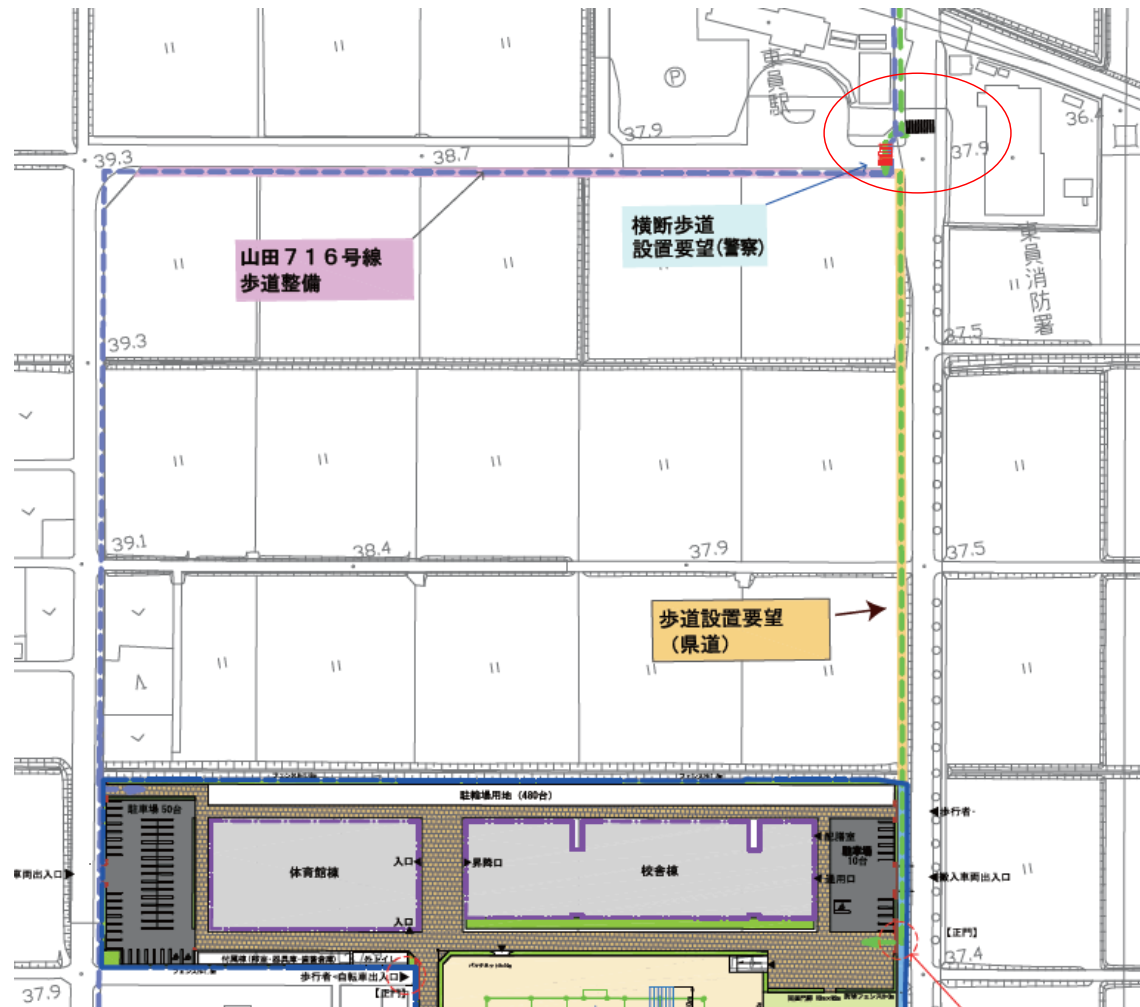 東員駅
37.9
36.4
39.3
38.7
37.9
横断歩道
設置要望(警察)
山田７１６号線
歩道整備
東員消防署
39.3
37.5
39.1
38.4
37.9
37.5
歩道設置要望
（県道）
駐輪場用地（480台）
駐車場 50台
歩行者-
配膳室
駐車場
10台
体育館棟
入口
昇降口
校舎棟
車両出入口
搬入車両出入口
入口
【正門】
37.4
歩行者・自転車出入口
【正門】
37.9